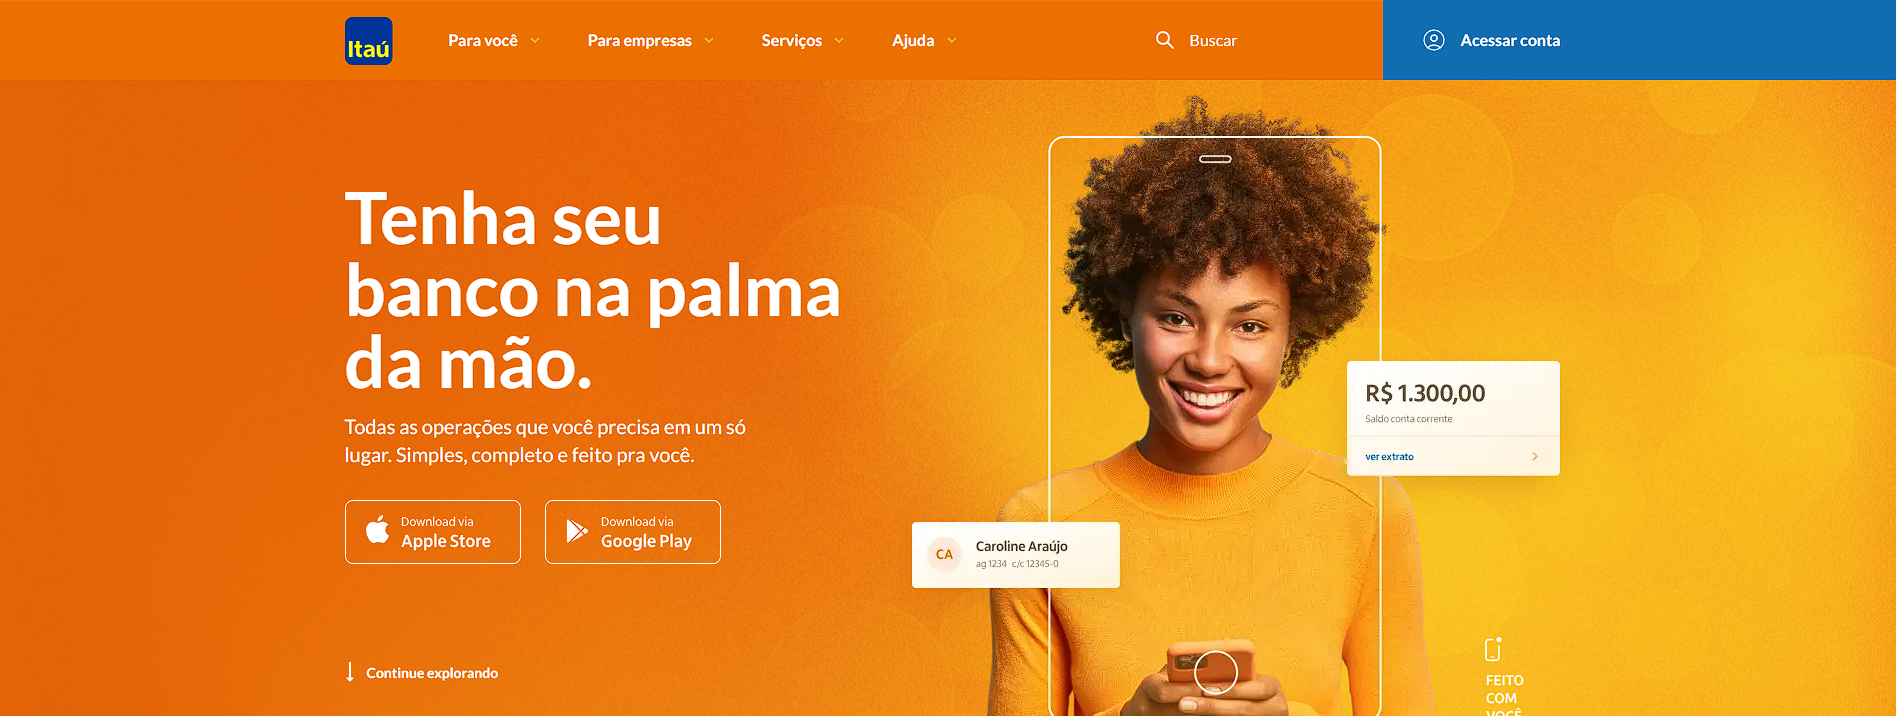 Itaú
Para você
Para empresas
Serviços
Ajuda
Buscar
Acessar conta
Tenha seu
banco na palma
da mão.
Todas as operações que você precisa em um só
lugar. Simples, completo e feito pra você.
Download via
Apple Store
Download via
Google Play
Continue explorando
R$ 1.300,00
Saldo conta corrente
ver extrato
CA
Caroline Araújo
ag 1234 c/c 12345-0
FEITO
COM
VOCÊ